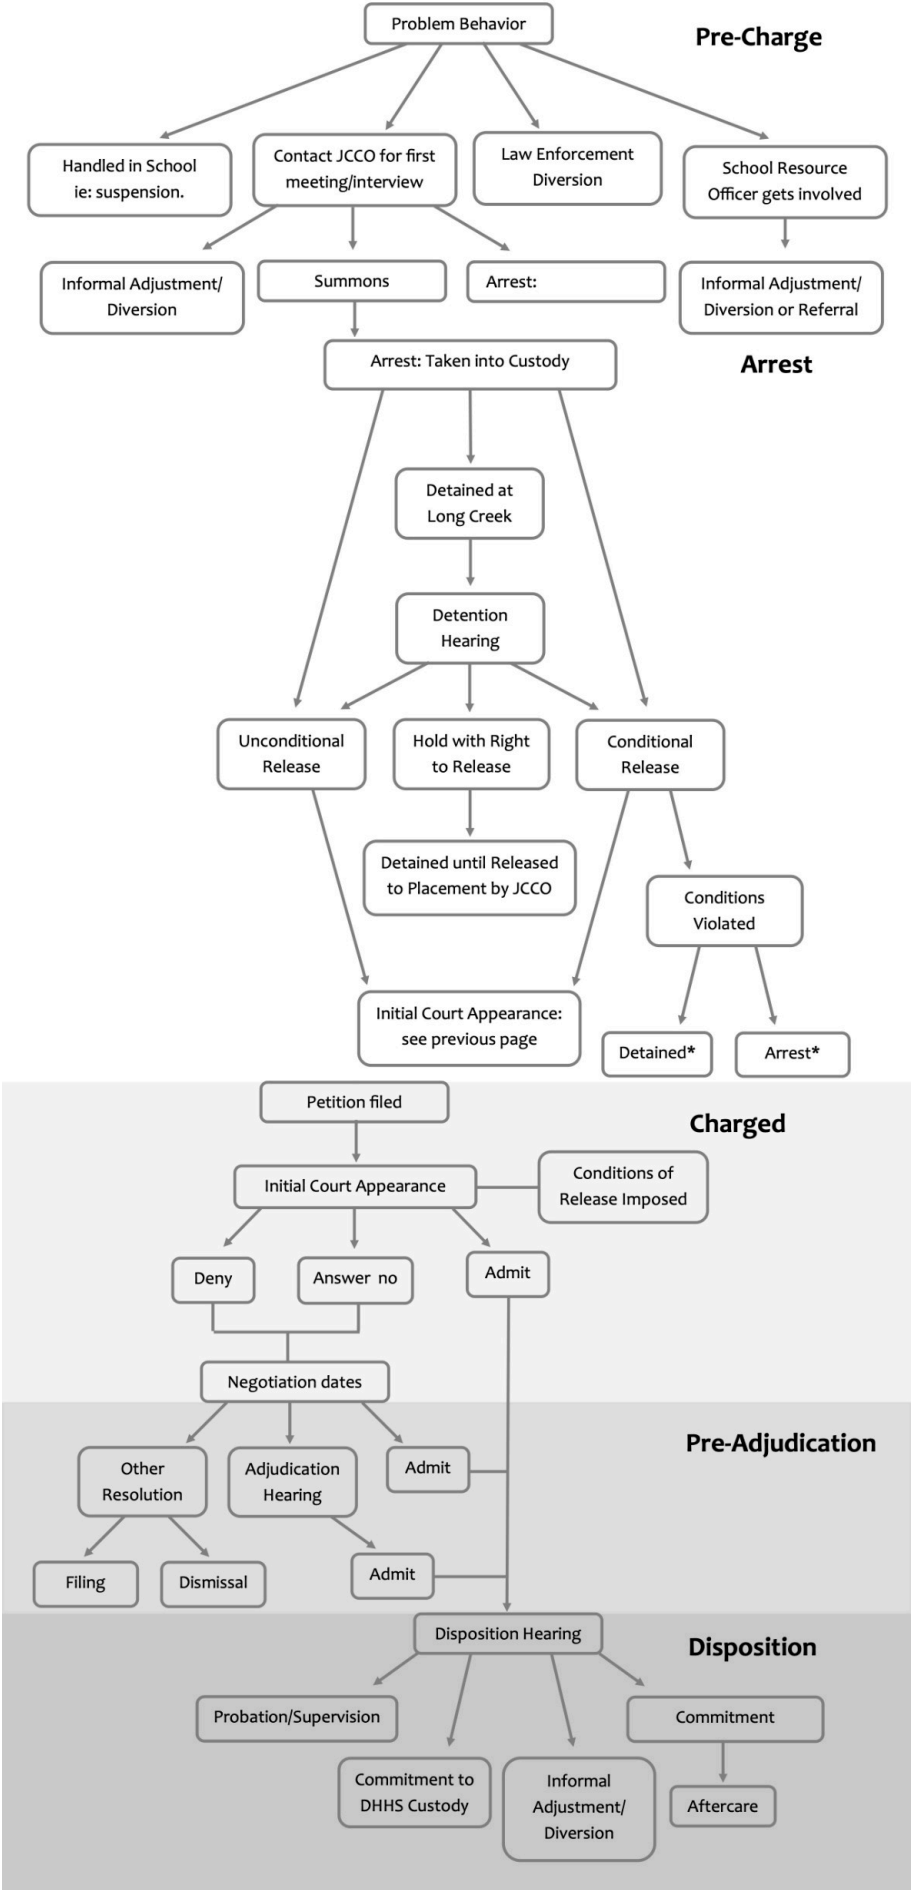 Problem Behavior
Pre-Charge
Handled in School
ie: suspension.
Contact JCCO for first
meeting/interview
Law Enforcement
Diversion
School Resource
Officer gets involved
Informal Adjustment/
Diversion
Summons
Arrest:
Informal Adjustment/
Diversion or Referral
Arrest: Taken into Custody
Arrest
Detained at
Long Creek
Detention
Hearing
Unconditional
Release
Hold with Right
to Release
Conditional
Release
Detained until Released
to Placement by JCCO
Conditions
Violated
Initial Court Appearance:
see previous page
Detained*
Arrest*
Petition filed
Charged
Initial Court Appearance
Conditions of
Release Imposed
Deny
Answer no
Admit
Negotiation dates
Pre-Adjudication
Other
Resolution
Adjudication
Hearing
Admit
Filing
Dismissal
Admit
Disposition Hearing
Disposition
Probation/Supervision
Commitment
Commitment to
DHHS Custody
Informal
Adjustment/
Diversion
Aftercare